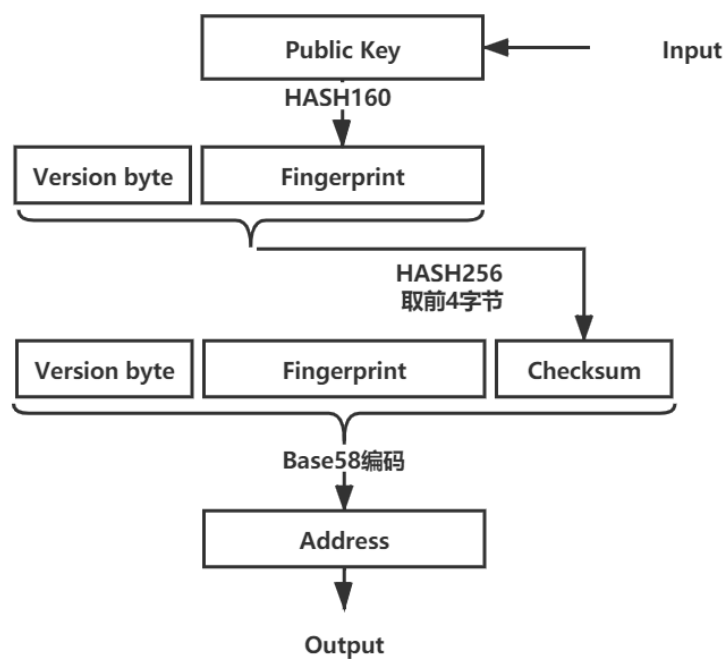 Public Key
Input
HASH160
Version byte
Fingerprint
HASH256
取前4字节
Version byte
Fingerprint
Checksum
Base58编码
Address
Output